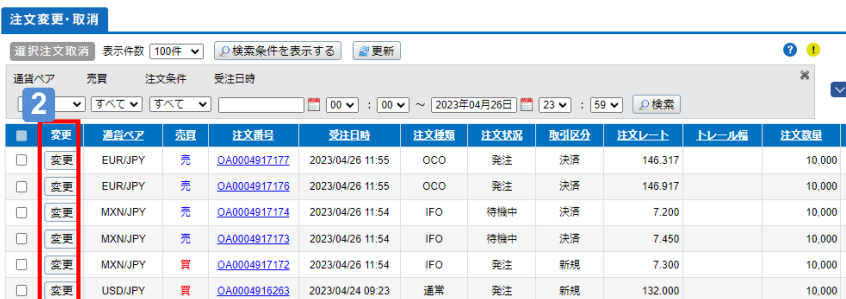 注文変更・取消
選択注文取消 表示件数 100件 検索条件を表示する 更新 ? !
通貨ペア 売買 注文条件 受注日時
2 すべて すべて 00 : 00 ~ 2023年04月26日 23 : 59 検索
変更 通貨ペア 売買 注文番号 受注日時 注文種類 注文状況 取引区分 注文レート トレール幅 注文数量
変更 EUR/JPY 売 OA0004917177 2023/04/26 11:55 OCO 発注 決済 146.317 10,000
変更 EUR/JPY 売 OA0004917176 2023/04/26 11:55 OCO 発注 決済 146.917 10,000
変更 MXN/JPY 売 OA0004917174 2023/04/26 11:54 IFO 待機中 決済 7.200 10,000
変更 MXN/JPY 売 OA0004917173 2023/04/26 11:54 IFO 待機中 決済 7.450 10,000
変更 MXN/JPY 買 OA0004917172 2023/04/26 11:54 IFO 発注 新規 7.300 10,000
変更 USD/JPY 買 OA0004916263 2023/04/24 09:23 通常 発注 新規 132.000 10,000